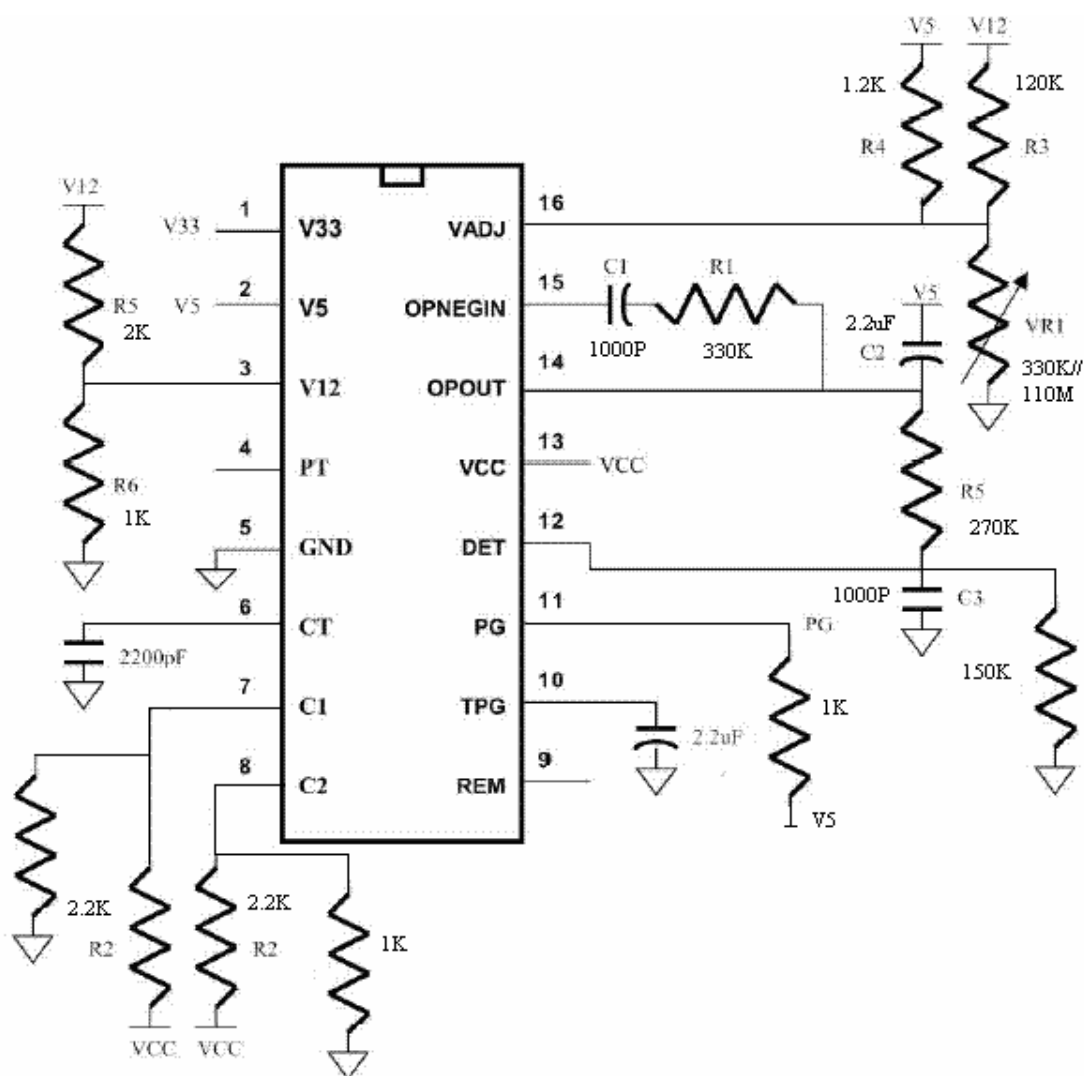 V5
V12
1.2K
120K
R4
R3
V12
1
V33
V33
VADJ
16
R5
2K
2
V5
V5
OPNEGIN
15
C1
R1
1000P
330K
V5
2.2uF
C2
VR1
330K//
110M
3
V12
OPOUT
14
4
PT
VCC
13
VCC
R6
1K
R5
270K
5
GND
DET
12
6
CT
2200pF
PG
11
PG
1000P
C3
150K
7
C1
TPG
10
2.2uF
1K
8
C2
REM
9
V5
2.2K
R2
2.2K
R2
1K
VCC
VCC